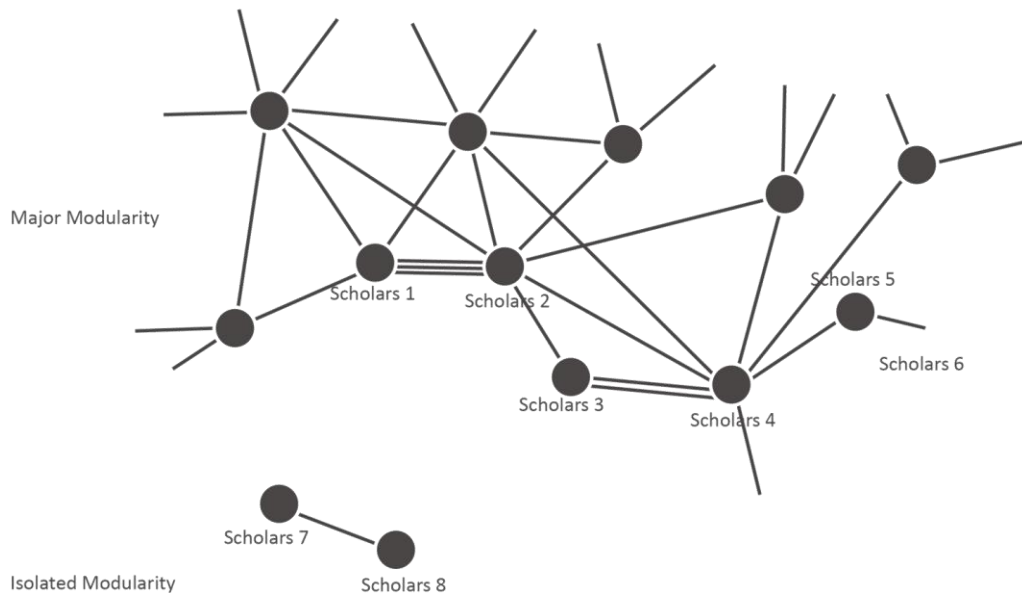 Major Modularity
Scholars 1
Scholars 2
Scholars 5
Scholars 6
Scholars 3
Scholars 4
Scholars 7
Scholars 8
Isolated Modularity